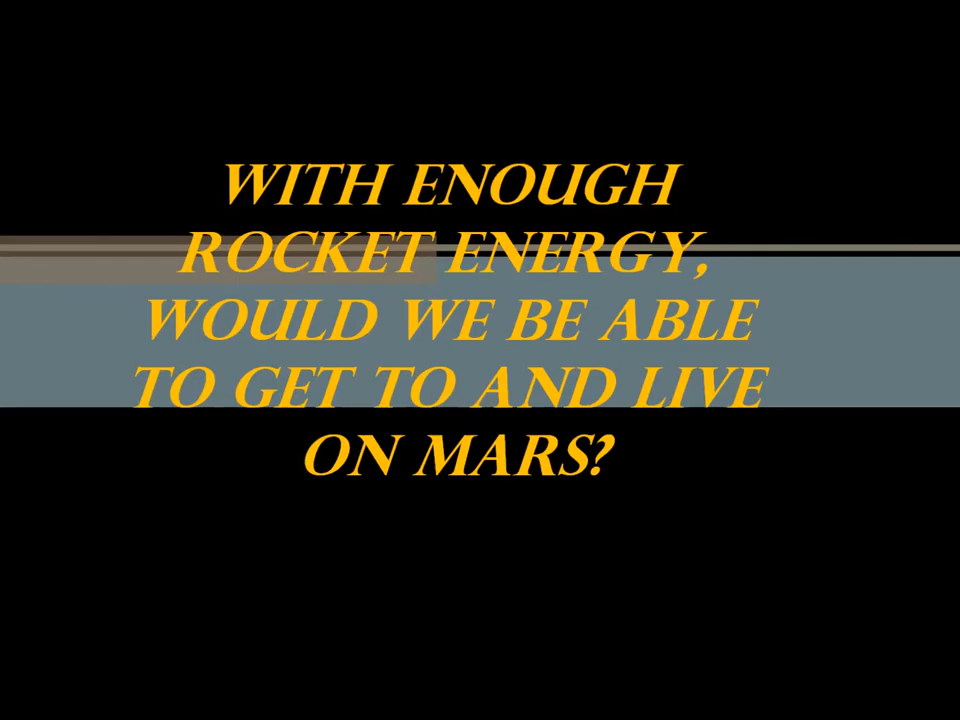 WITH ENOUGH
ROCKET ENERGY,
WOULD WE BE ABLE
TO GET TO AND LIVE
ON MARS?